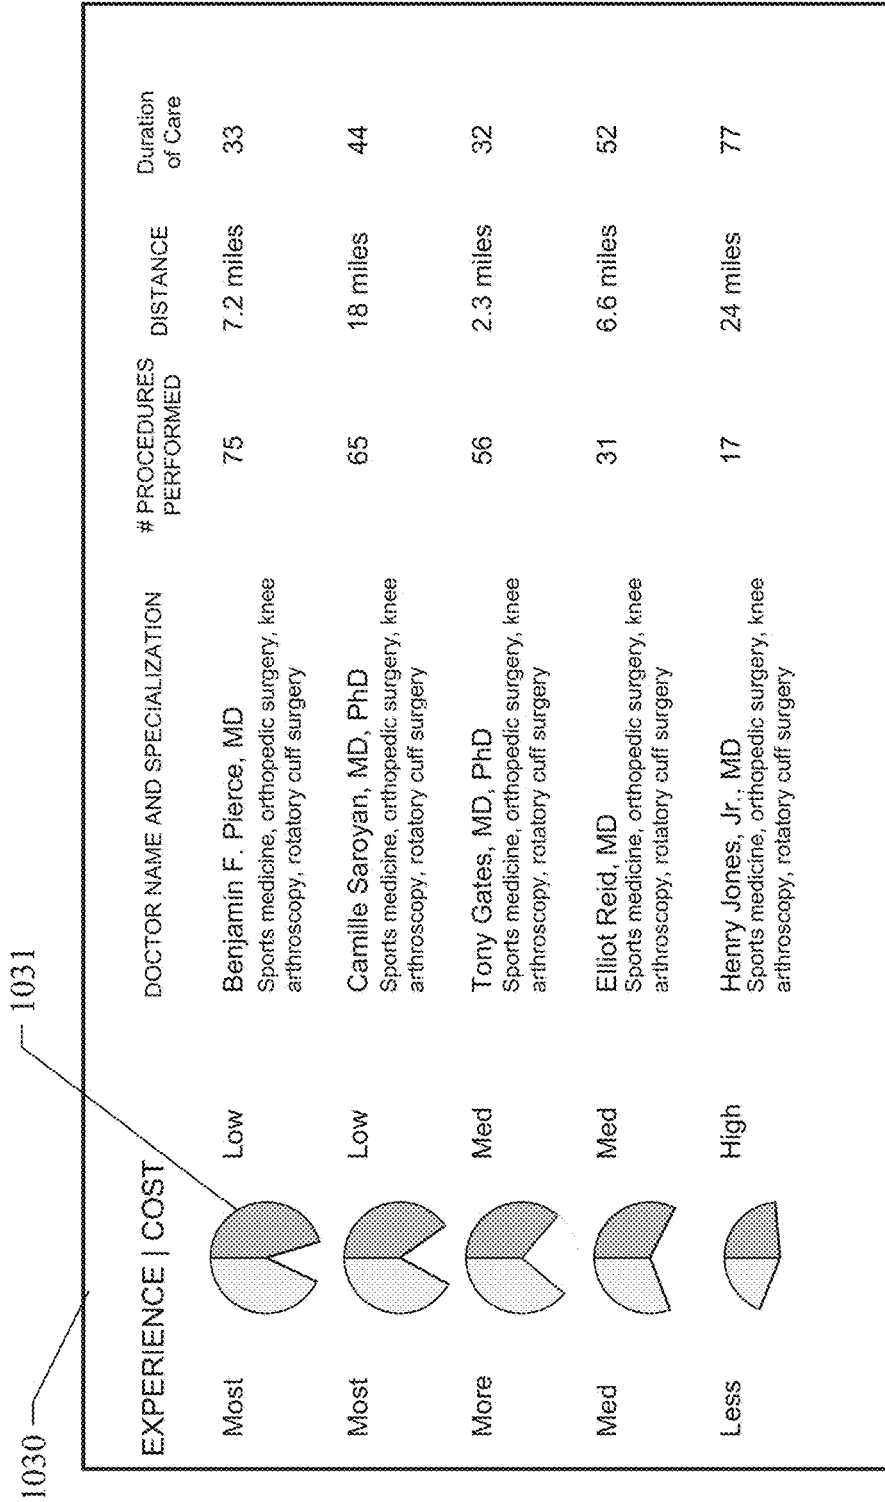 1030
1031
EXPERIENCE | COST
DOCTOR NAME AND SPECIALIZATION
# PROCEDURES
PERFORMED
DISTANCE
Duration
of Care
Most
Low
Benjamin F. Pierce, MD
Sports medicine, orthopedic surgery, knee
arthroscopy, rotatory cuff surgery
75
7.2 miles
33
Most
Low
Camille Saroyan, MD, PhD
Sports medicine, orthopedic surgery, knee
arthroscopy, rotatory cuff surgery
65
18 miles
44
More
Med
Tony Gates, MD, PhD
Sports medicine, orthopedic surgery, knee
arthroscopy, rotatory cuff surgery
56
2.3 miles
32
Med
Med
Elliot Reid, MD
Sports medicine, orthopedic surgery, knee
arthroscopy, rotatory cuff surgery
31
6.6 miles
52
Less
High
Henry Jones, Jr., MD
Sports medicine, orthopedic surgery, knee
arthroscopy, rotatory cuff surgery
17
24 miles
77